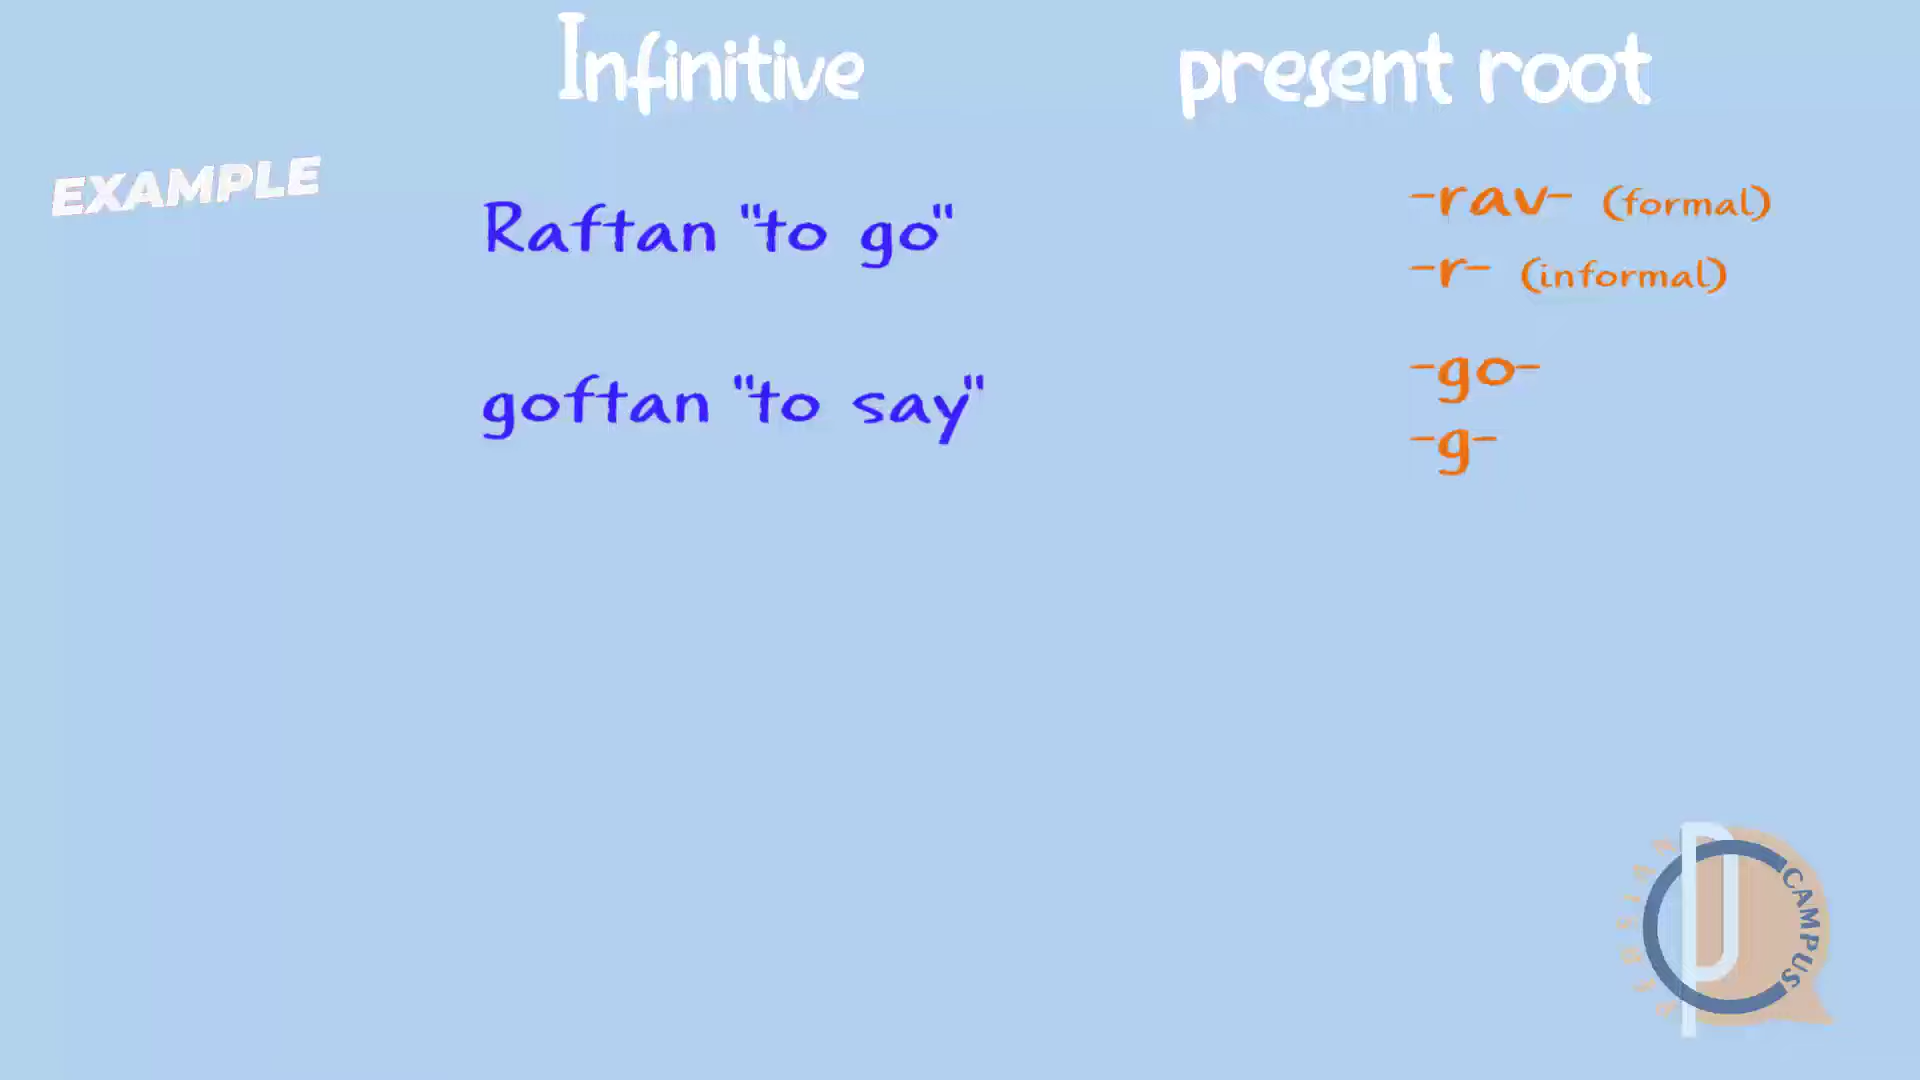 Infinitive present root
EXAMPLE
Raftan "to go"
-rav- (formal)
-r- (informal)
goftan "to say"
-go-
-g-
CAMPUS